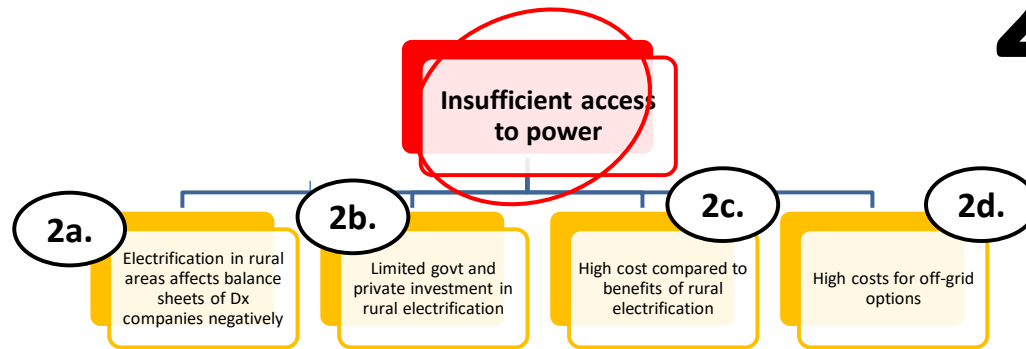 Insufficient access
to power
2a.
Electrification in rural
areas affects balance
sheets of Dx
companies negatively
2b.
Limited govt and
private investment in
rural electrification
2c.
High cost compared to
benefits of rural
electrification
2d.
High costs for off-grid
options